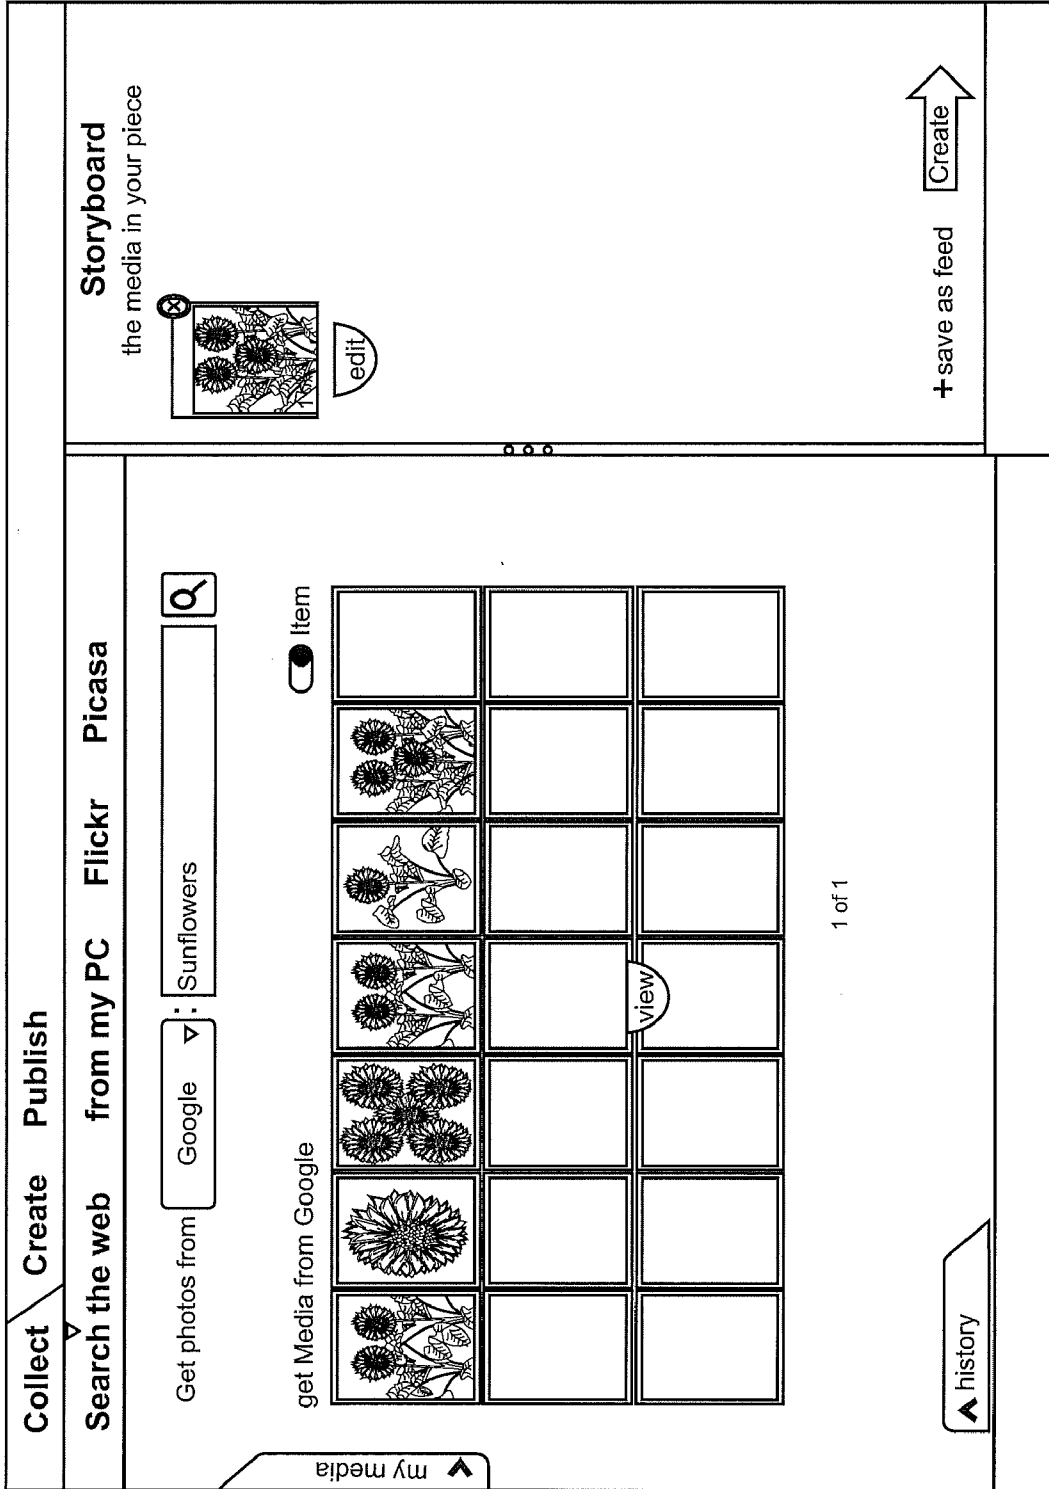 Collect Create Publish
Search the web from my PC Flickr Picasa
Get photos from Google : Sunflowers
get Media from Google
Item
view
1 of 1
my media
history
Storyboard
the media in your piece
1
edit
+ save as feed
Create